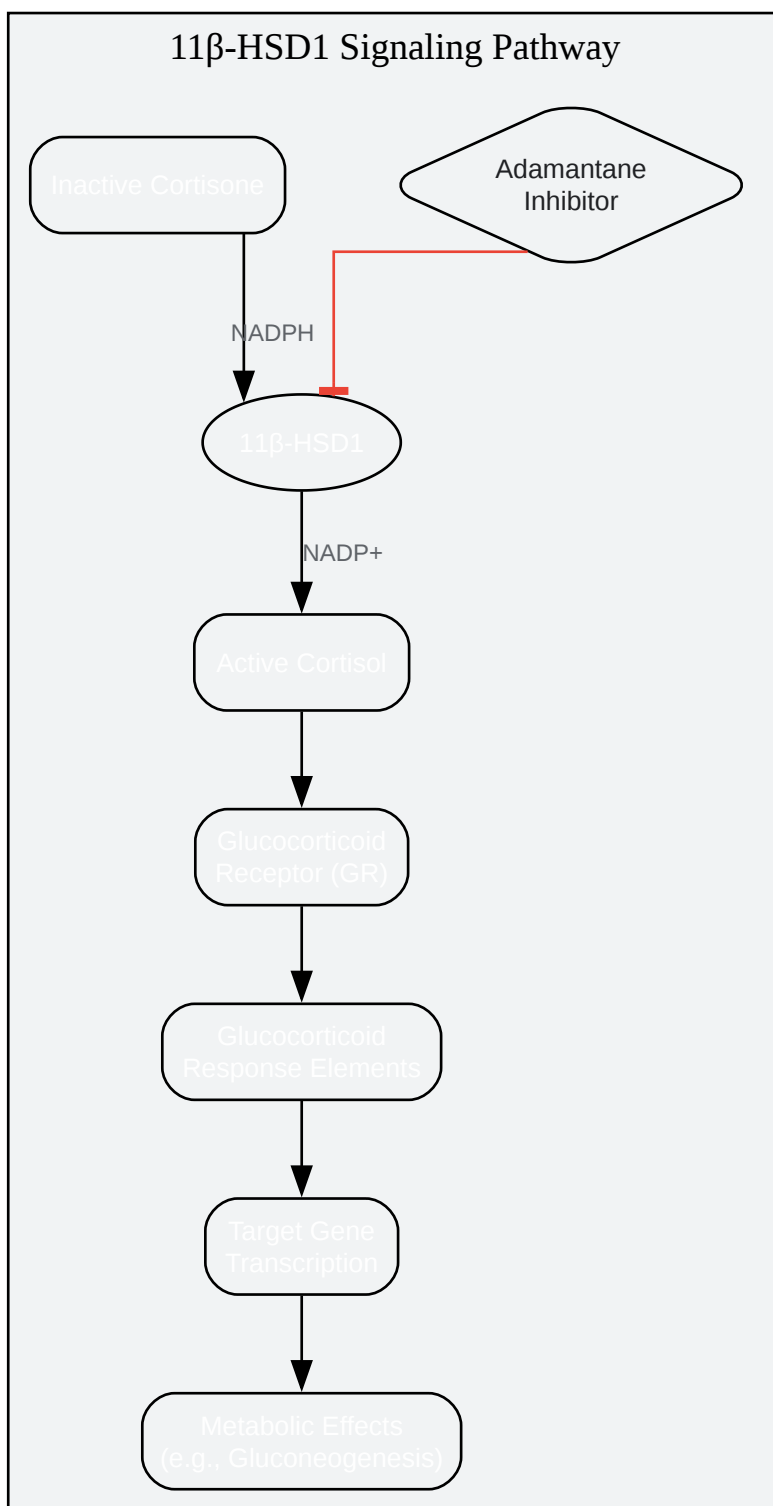 11β-HSD1 Signaling Pathway
Inactive Cortisone
Adamantane
Inhibitor
NADPH
11β-HSD1
NADP+
Active Cortisol
Glucocorticoid
Receptor (GR)
Glucocorticoid
Response Elements
Target Gene
Transcription
Metabolic Effects
(e.g., Gluconeogenesis)